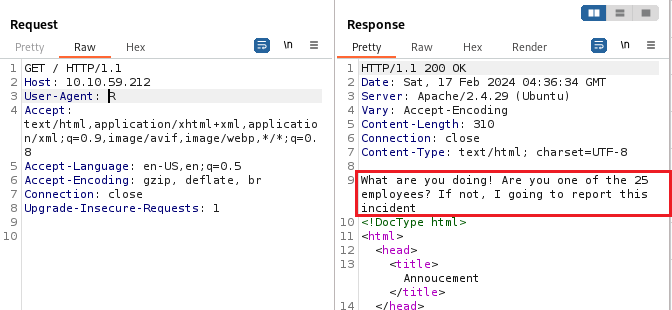 Request
Response
Pretty Raw Hex \n
Pretty Raw Hex Render \n
1 GET / HTTP/1.1
2 Host: 10.10.59.212
3 User-Agent: R
4 Accept:
text/html,application/xhtml+xml,applicatio
n/xml;q=0.9,image/avif,image/webp,*/*;q=0.
8
5 Accept-Language: en-US,en;q=0.5
6 Accept-Encoding: gzip, deflate, br
7 Connection: close
8 Upgrade-Insecure-Requests: 1
9
10
1 HTTP/1.1 200 OK
2 Date: Sat, 17 Feb 2024 04:36:34 GMT
3 Server: Apache/2.4.29 (Ubuntu)
4 Vary: Accept-Encoding
5 Content-Length: 310
6 Connection: close
7 Content-Type: text/html; charset=UTF-8
8
9 What are you doing! Are you one of the 25
employees? If not, I going to report this
incident
10 <!DocType html>
11 <html>
12 <head>
13 <title>
Annoucement
</title>
14 </head>